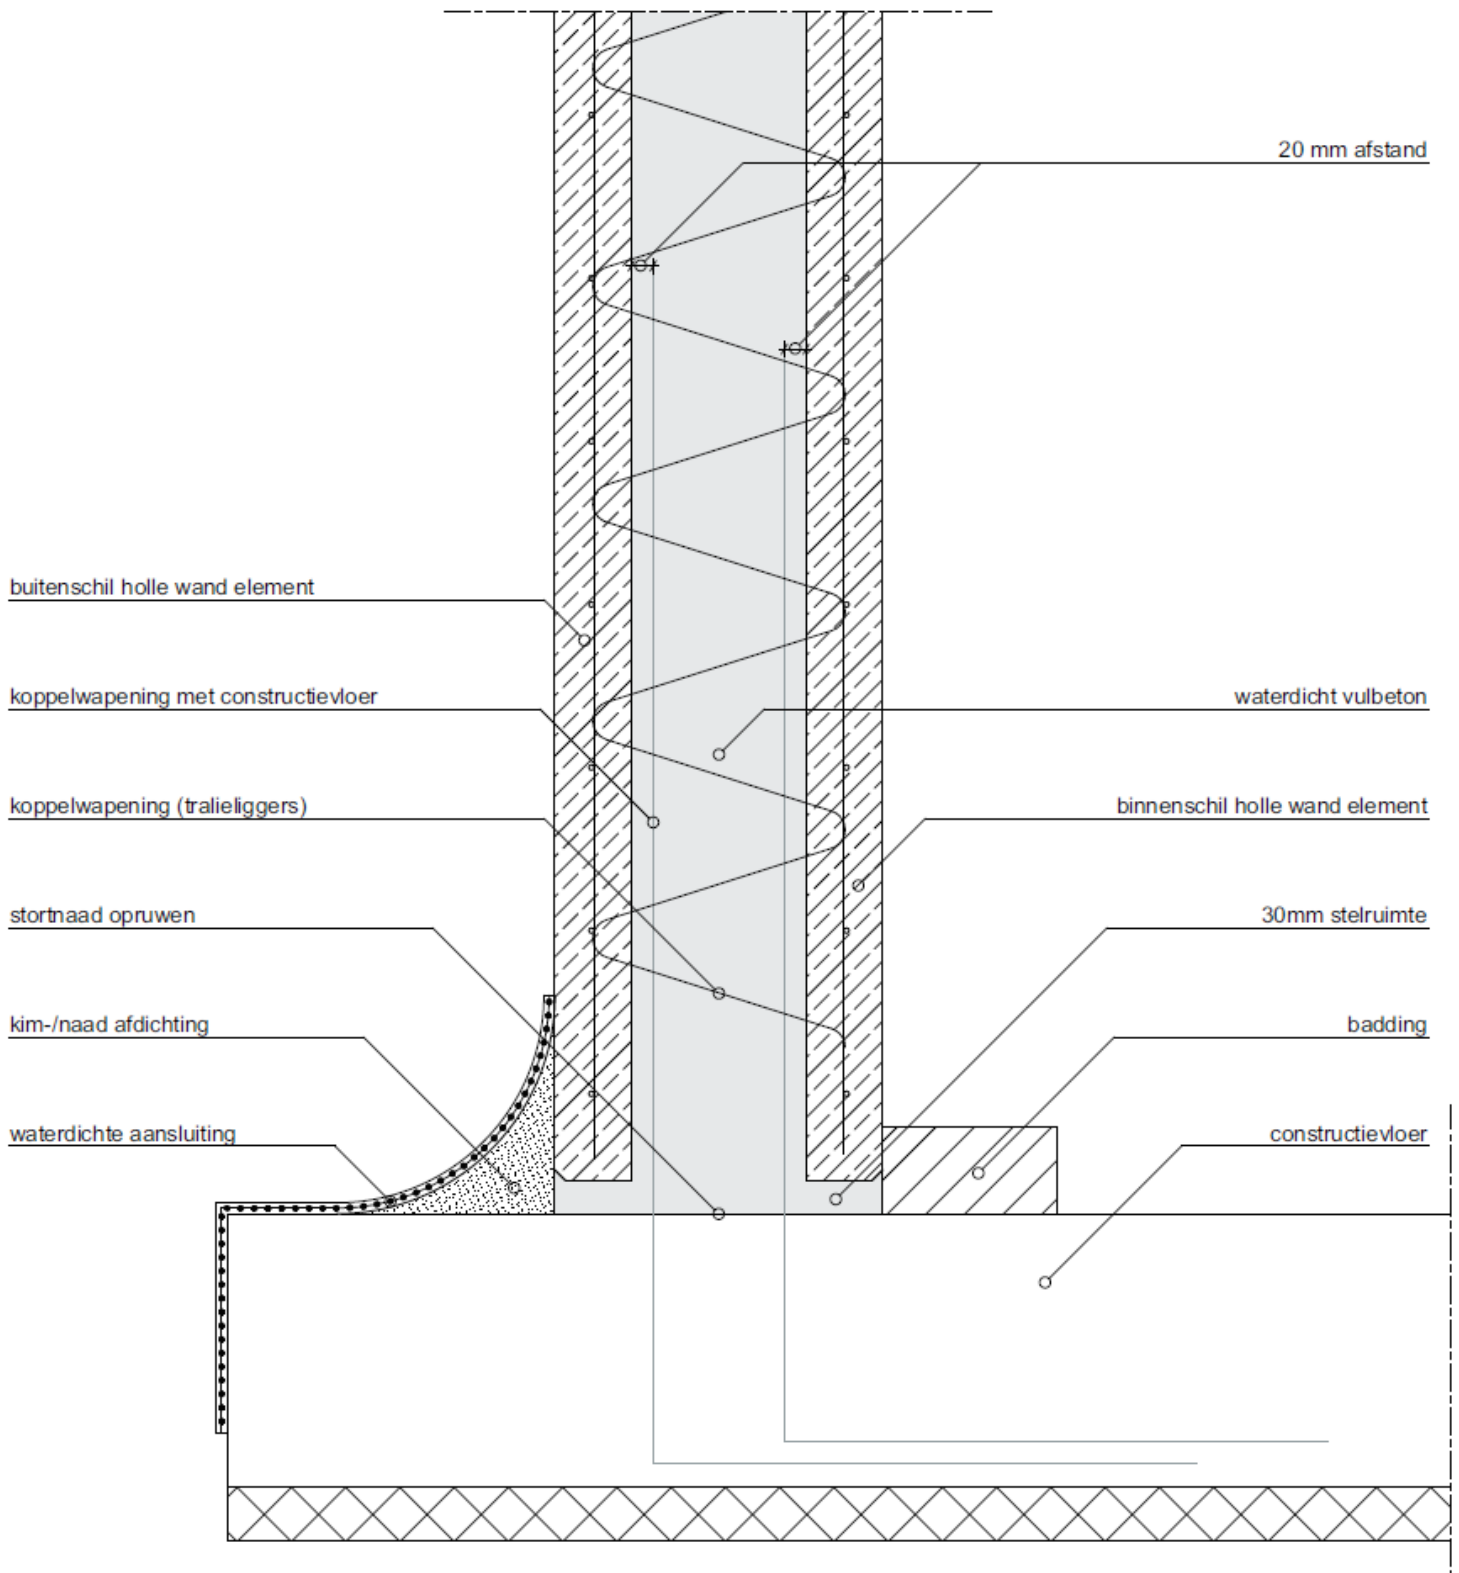 20 mm afstand
buitenschil holle wand element
koppelwapening met constructievloer
waterdicht vulbeton
koppelwapening (tralieliggers)
binnenschil holle wand element
stortnaad opruwen
30mm stelruimte
kim-/naad afdichting
badding
waterdichte aansluiting
constructievloer